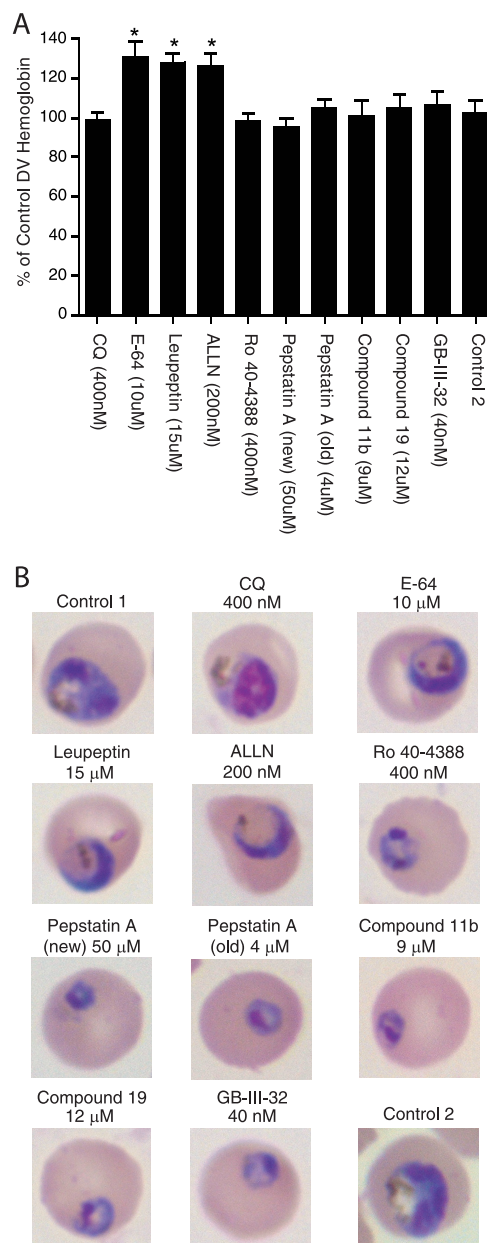 A
% of Control DV Hemoglobin
140
120
100
80
60
40
20
0
* * *
CQ (400nM)
E-64 (10uM)
Leupeptin (15uM)
ALLN (200nM)
Ro 40-4388 (400nM)
Pepstatin A (new) (50uM)
Pepstatin A (old) (4uM)
Compound 11b (9uM)
Compound 19 (12uM)
GB-III-32 (40nM)
Control 2
B
Control 1
CQ
400 nM
E-64
10 μM
Leupeptin
15 μM
ALLN
200 nM
Ro 40-4388
400 nM
Pepstatin A
(new) 50 μM
Pepstatin A
(old) 4 μM
Compound 11b
9 μM
Compound 19
12 μM
GB-III-32
40 nM
Control 2